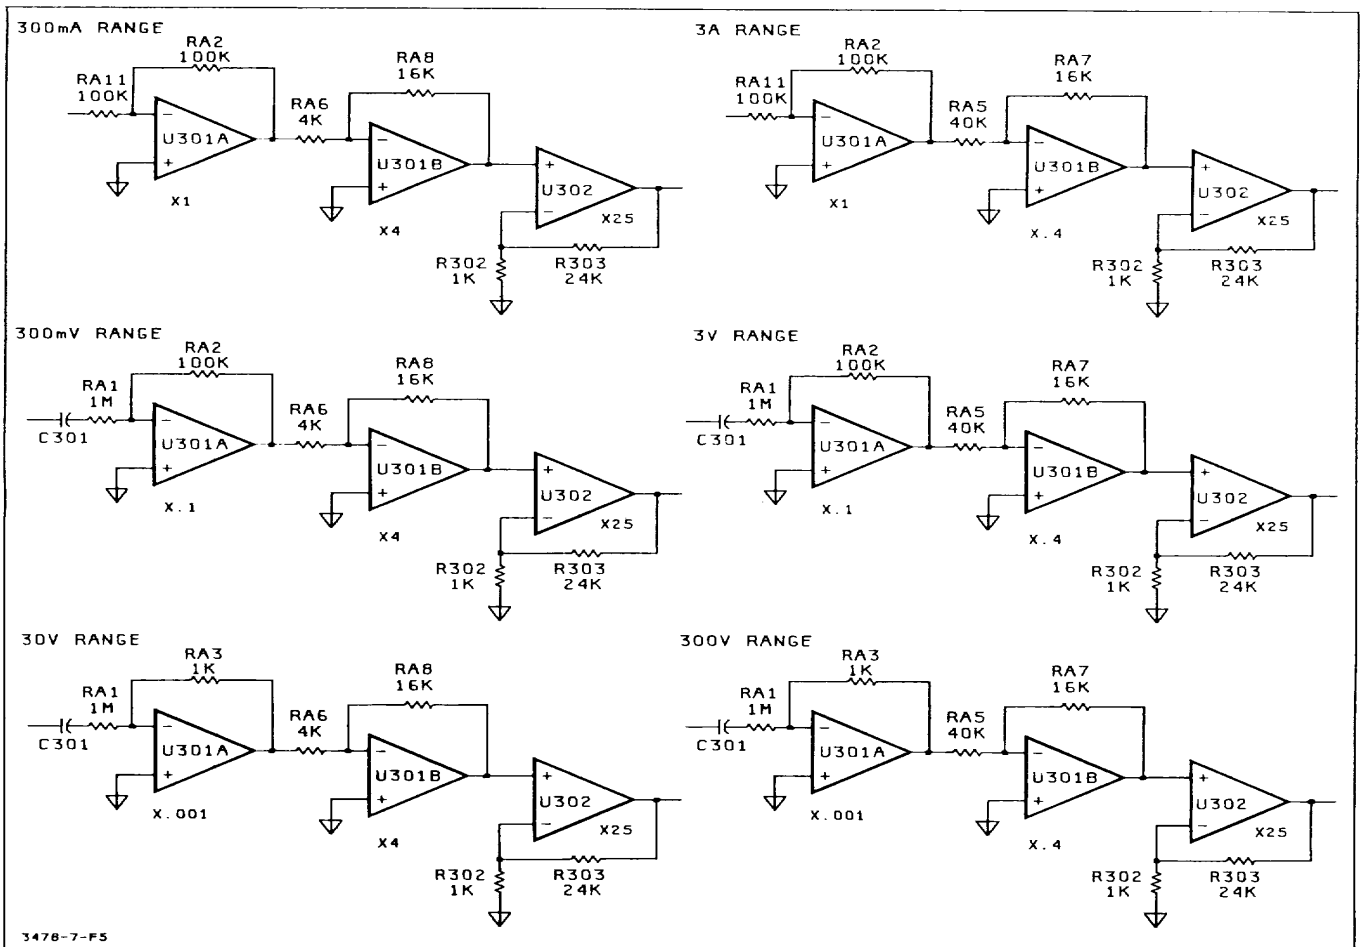 300mA RANGE
RA2
100K
RA11
100K
RA6
4K
RA8
16K
-
U301A
+
X1
-
U301B
+
X4
+
U302
-
X25
R302
1K
R303
24K
3A RANGE
RA2
100K
RA11
100K
RA5
40K
RA7
16K
-
U301A
+
X1
-
U301B
+
X.4
+
U302
-
X25
R302
1K
R303
24K
300mV RANGE
RA2
100K
RA1
1M
C301
RA6
4K
RA8
16K
-
U301A
+
X.1
-
U301B
+
X4
+
U302
-
X25
R302
1K
R303
24K
3V RANGE
RA2
100K
RA1
1M
C301
RA5
40K
RA7
16K
-
U301A
+
X.1
-
U301B
+
X.4
+
U302
-
X25
R302
1K
R303
24K
30V RANGE
RA3
1K
RA1
1M
C301
RA6
4K
RA8
16K
-
U301A
+
X.001
-
U301B
+
X4
+
U302
-
X25
R302
1K
R303
24K
300V RANGE
RA3
1K
RA1
1M
C301
RA5
40K
RA7
16K
-
U301A
+
X.001
-
U301B
+
X.4
+
U302
-
X25
R302
1K
R303
24K
3478-7-F5